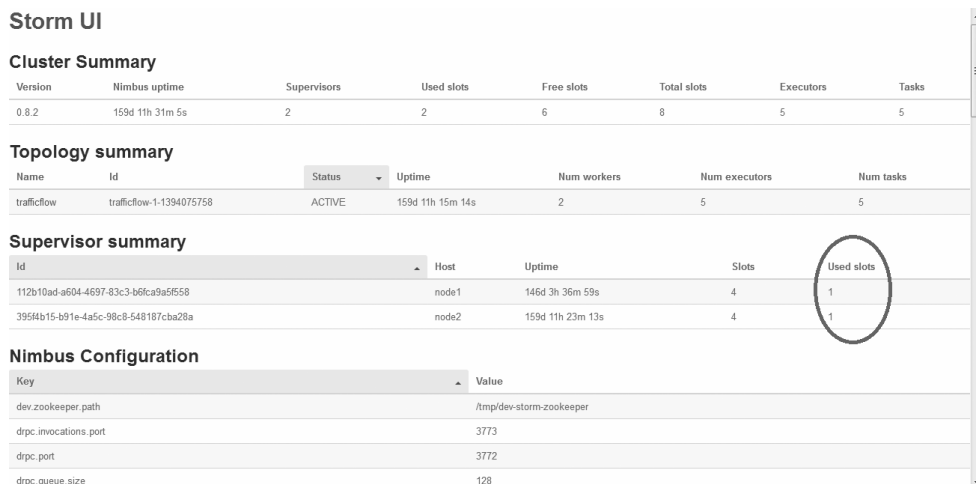 Storm UI
Cluster Summary
Version Nimbus uptime Supervisors Used slots Free slots Total slots Executors Tasks
0.8.2 159d 11h 31m 5s 2 2 6 8 5 5
Topology summary
Name Id Status Uptime Num workers Num executors Num tasks
trafficflow trafficflow-1-1394075758 ACTIVE 159d 11h 15m 14s 2 5 5
Supervisor summary
Id Host Uptime Slots Used slots
112b10ad-a604-4697-83c3-b6fca9a5f558 node1 146d 3h 36m 59s 4 1
395f4b15-b91e-4a5c-98c8-548187cba28a node2 159d 11h 23m 13s 4 1
Nimbus Configuration
Key Value
dev.zookeeper.path /tmp/dev-storm-zookeeper
drpc.invocations.port 3773
drpc.port 3772
drpc.queue.size 128